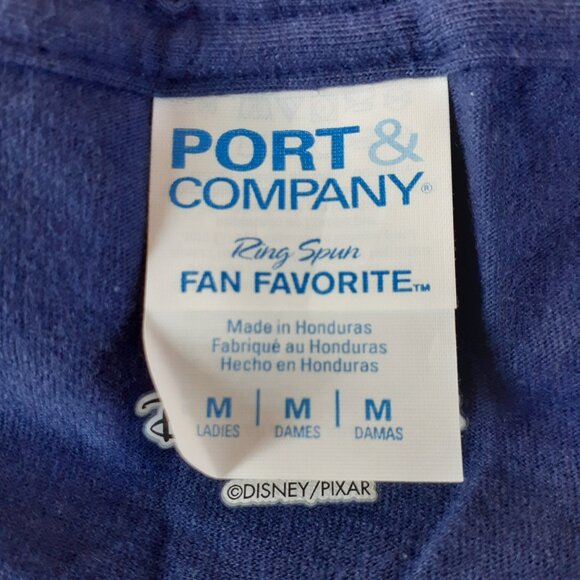 PORT &
COMPANY®
Ring Spun
FAN FAVORITE™
Made in Honduras
Fabriqué au Honduras
Hecho en Honduras
M | M | M
LADIES DAMES DAMAS
©DISNEY/PIXAR